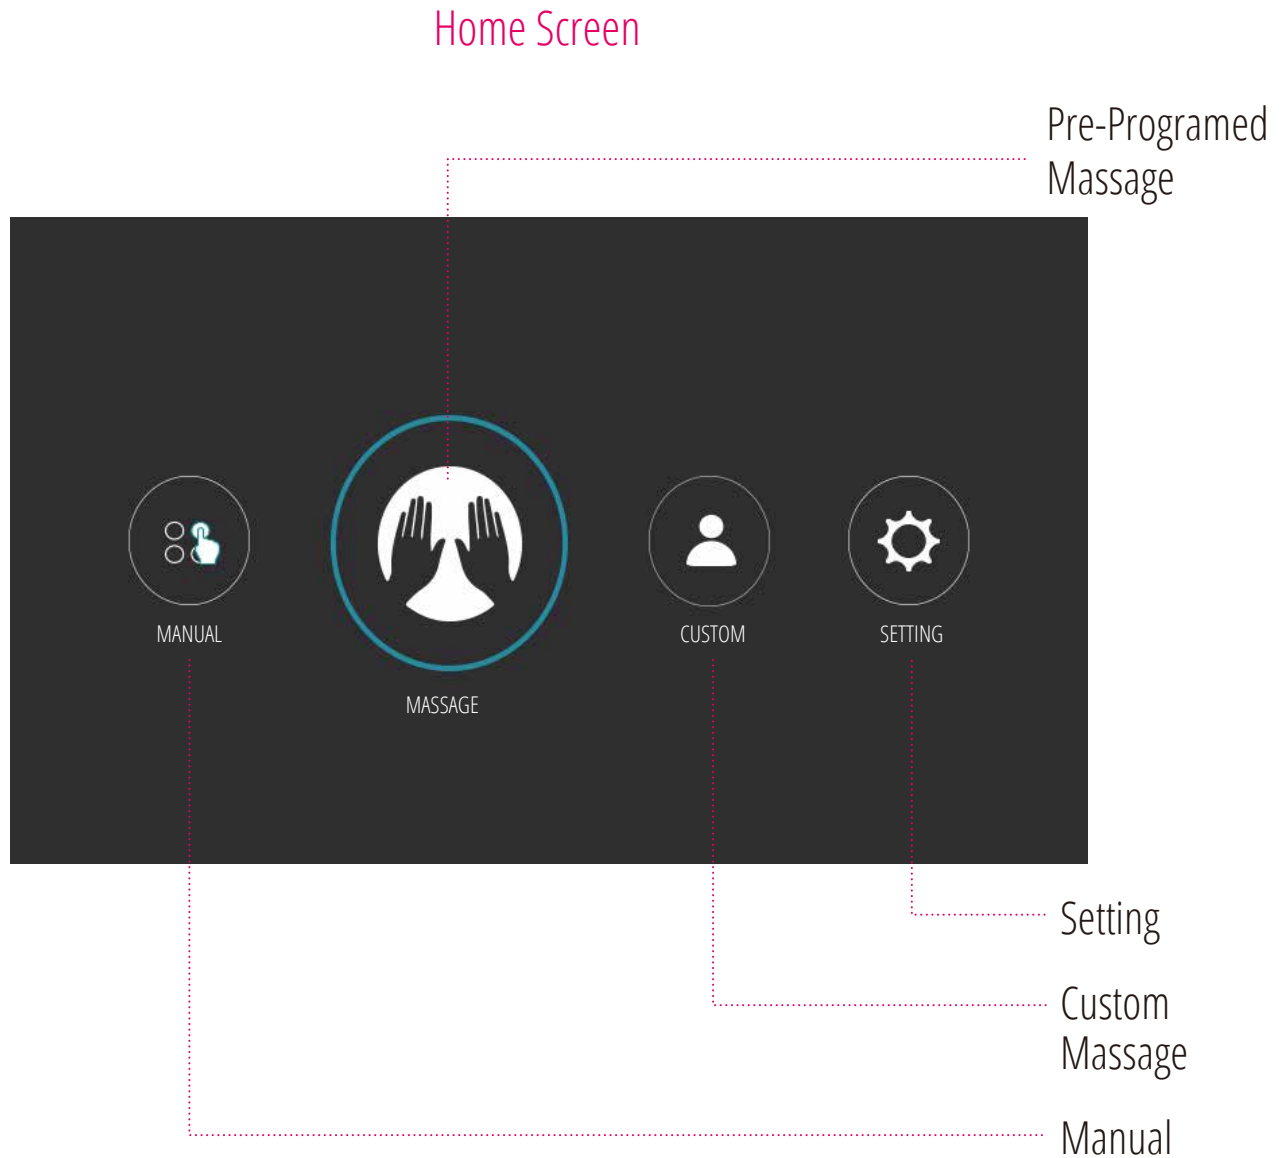 Home Screen
Pre-Programed
Massage
MANUAL
CUSTOM
SETTING
MASSAGE
Setting
Custom
Massage
Manual